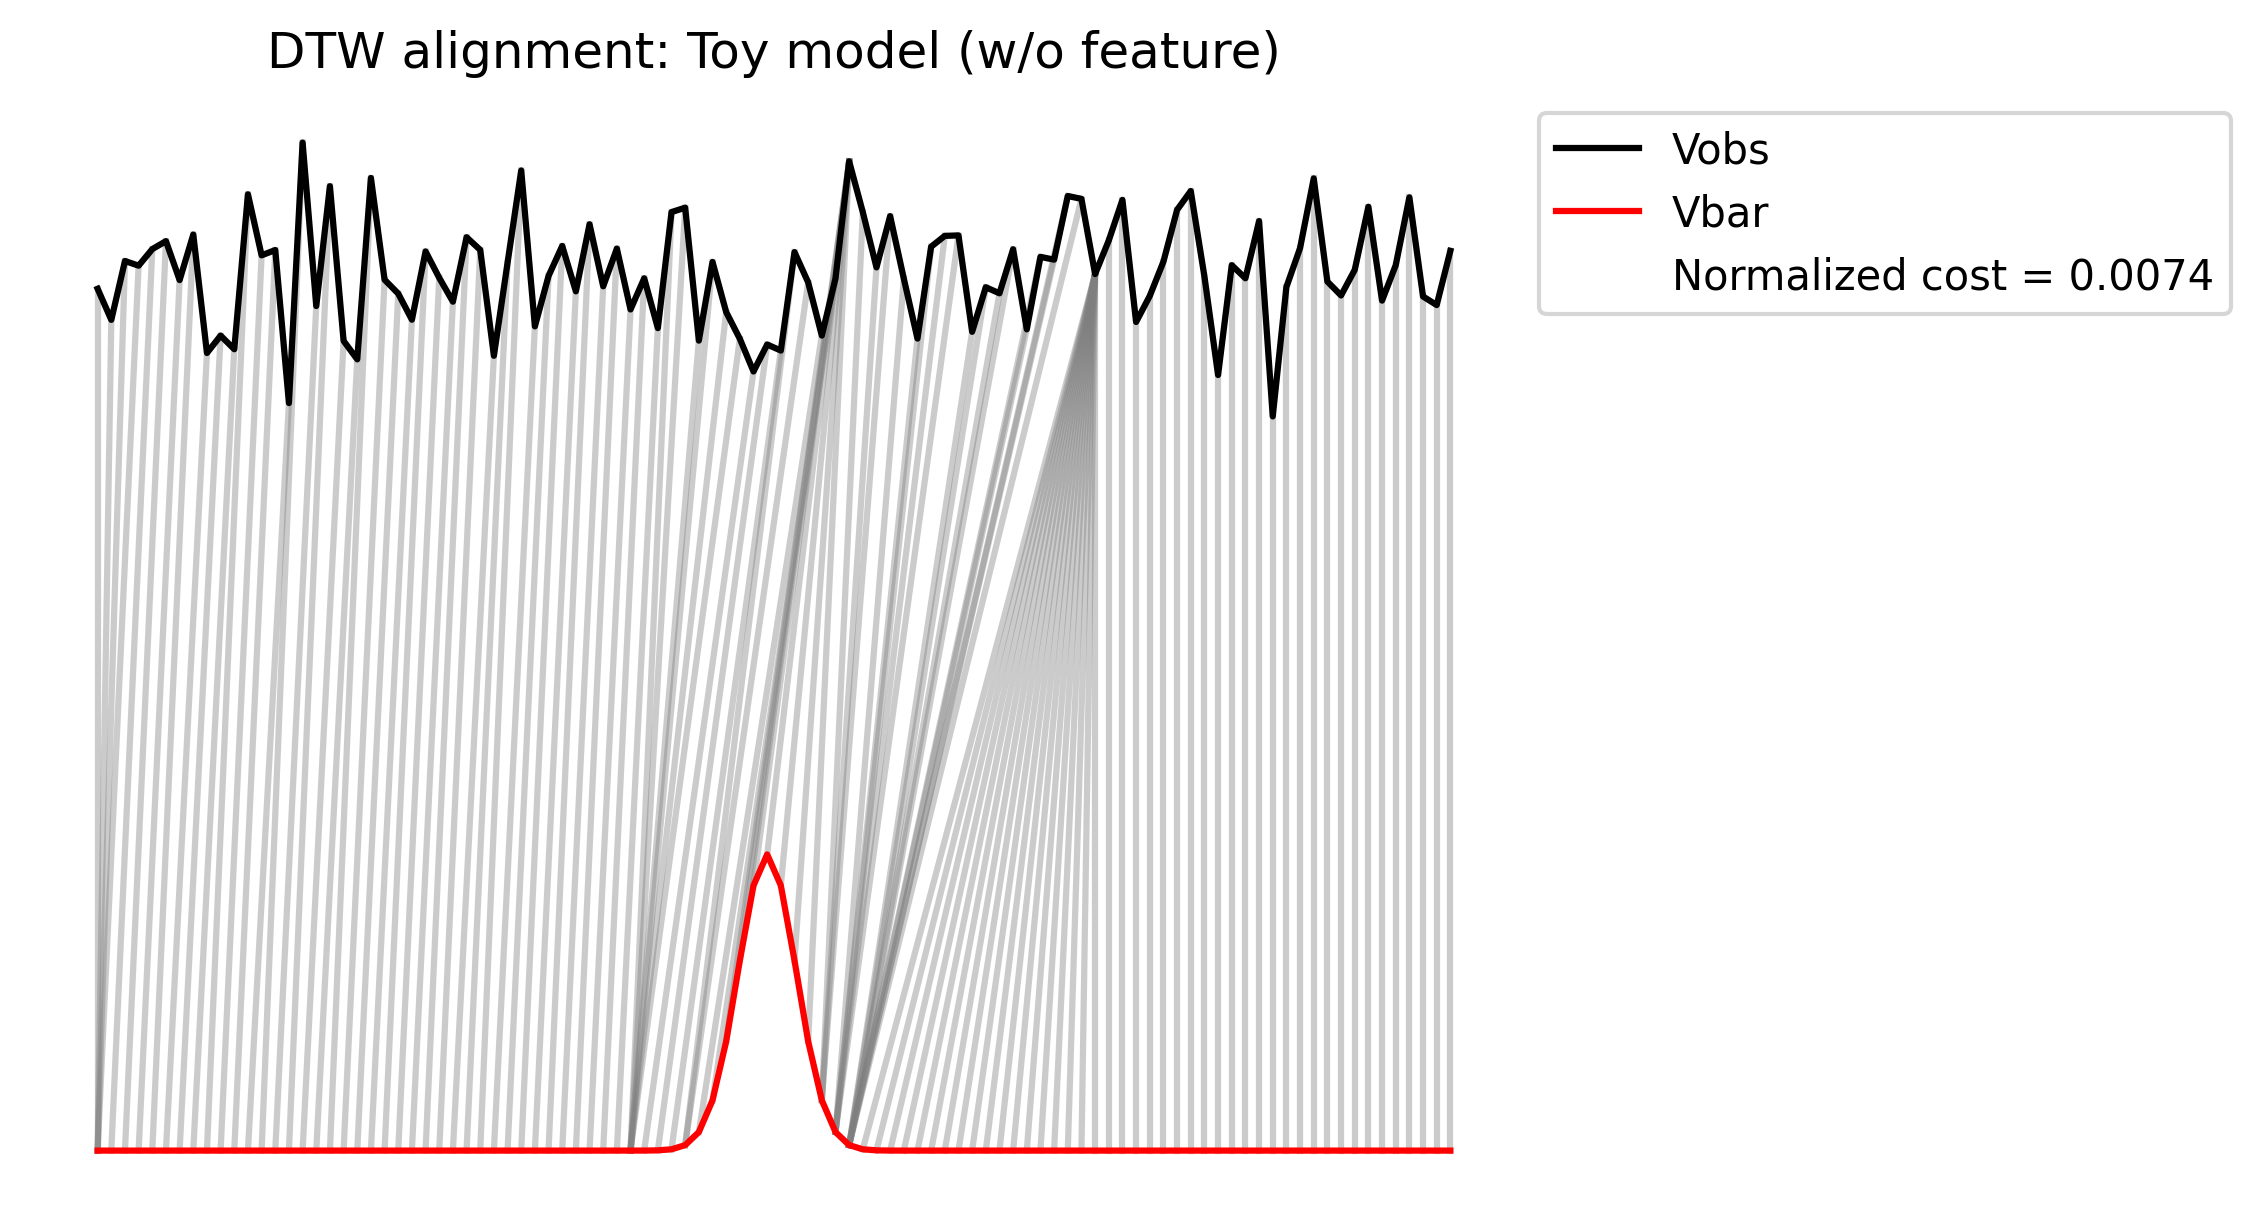 DTW alignment: Toy model (w/o feature)
Vobs
Vbar
Normalized cost = 0.0074